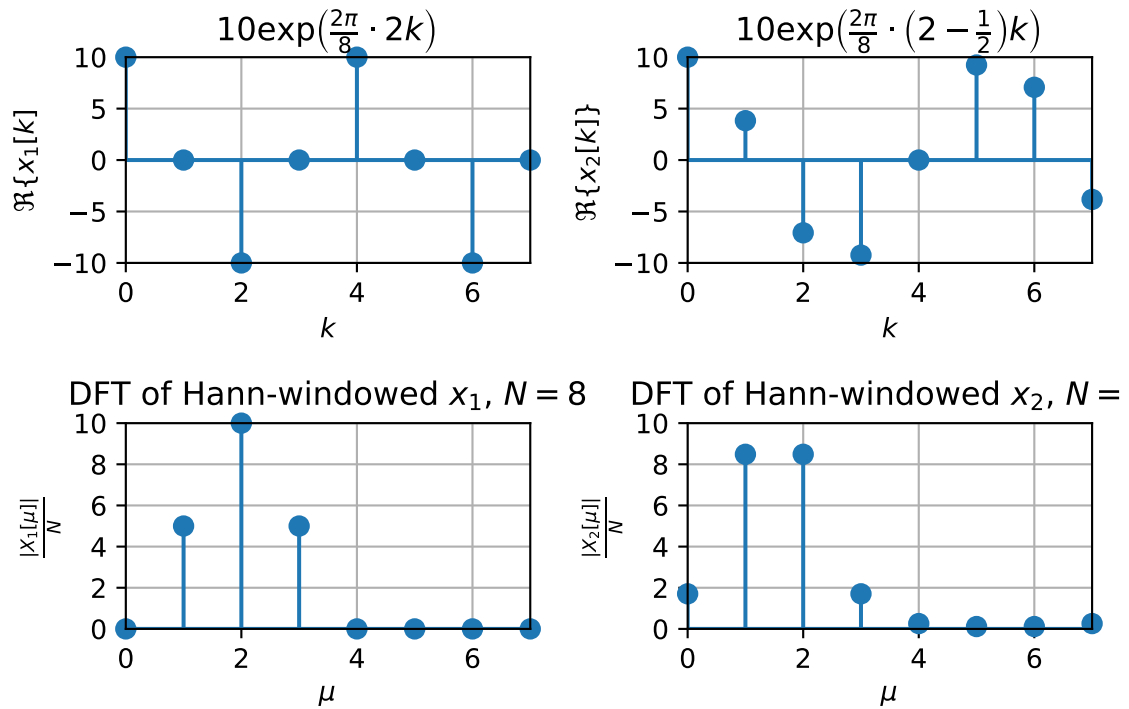 10exp(2π/8 · 2k)
ℜ{x₁[k]
10
5
0
−5
−10
0 2 4 6
k
10exp(2π/8 · (2 − 1/2)k)
ℜ{x₂[k]}
10
5
0
−5
−10
0 2 4 6
k
DFT of Hann-windowed x₁, N = 8
|X₁[μ]|/N
10
8
6
4
2
0
0 2 4 6
μ
DFT of Hann-windowed x₂, N =
|X₂[μ]|/N
10
8
6
4
2
0
0 2 4 6
μ